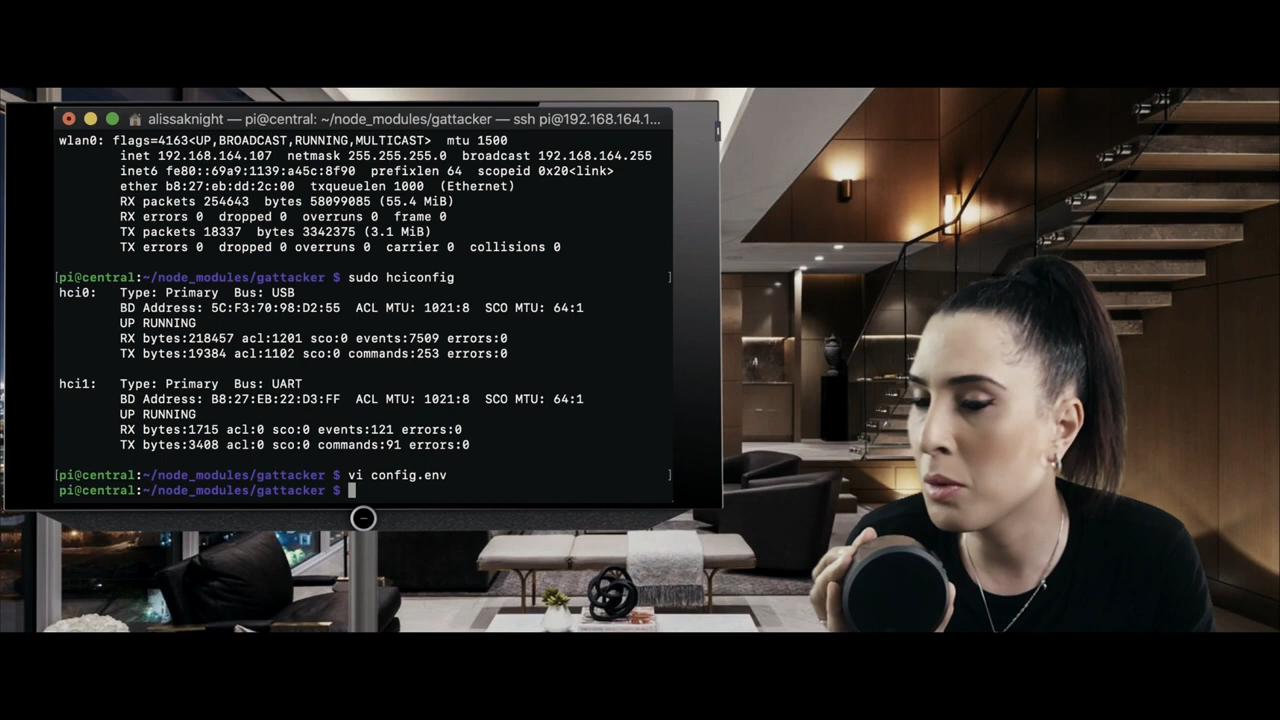 alissaknight — pi@central: ~/node_modules/gattacker — ssh pi@192.168.164.1...
wlan0: flags=4163<UP,BROADCAST,RUNNING,MULTICAST>  mtu 1500
inet 192.168.164.107  netmask 255.255.255.0  broadcast 192.168.164.255
inet6 fe80::69a9:1139:a45c:8f90  prefixlen 64  scopeid 0x20<link>
ether b8:27:eb:dd:2c:00  txqueuelen 1000  (Ethernet)
RX packets 254643  bytes 58099085 (55.4 MiB)
RX errors 0  dropped 0  overruns 0  frame 0
TX packets 18337  bytes 3342375 (3.1 MiB)
TX errors 0  dropped 0 overruns 0  carrier 0  collisions 0
[pi@central:~/node_modules/gattacker $ sudo hciconfig ]
hci0:   Type: Primary  Bus: USB
BD Address: 5C:F3:70:98:D2:55  ACL MTU: 1021:8  SCO MTU: 64:1
UP RUNNING
RX bytes:218457 acl:1201 sco:0 events:7509 errors:0
TX bytes:19384 acl:1102 sco:0 commands:253 errors:0
hci1:   Type: Primary  Bus: UART
BD Address: B8:27:EB:22:D3:FF  ACL MTU: 1021:8  SCO MTU: 64:1
UP RUNNING
RX bytes:1715 acl:0 sco:0 events:121 errors:0
TX bytes:3408 acl:0 sco:0 commands:91 errors:0
[pi@central:~/node_modules/gattacker $ vi config.env ]
pi@central:~/node_modules/gattacker $